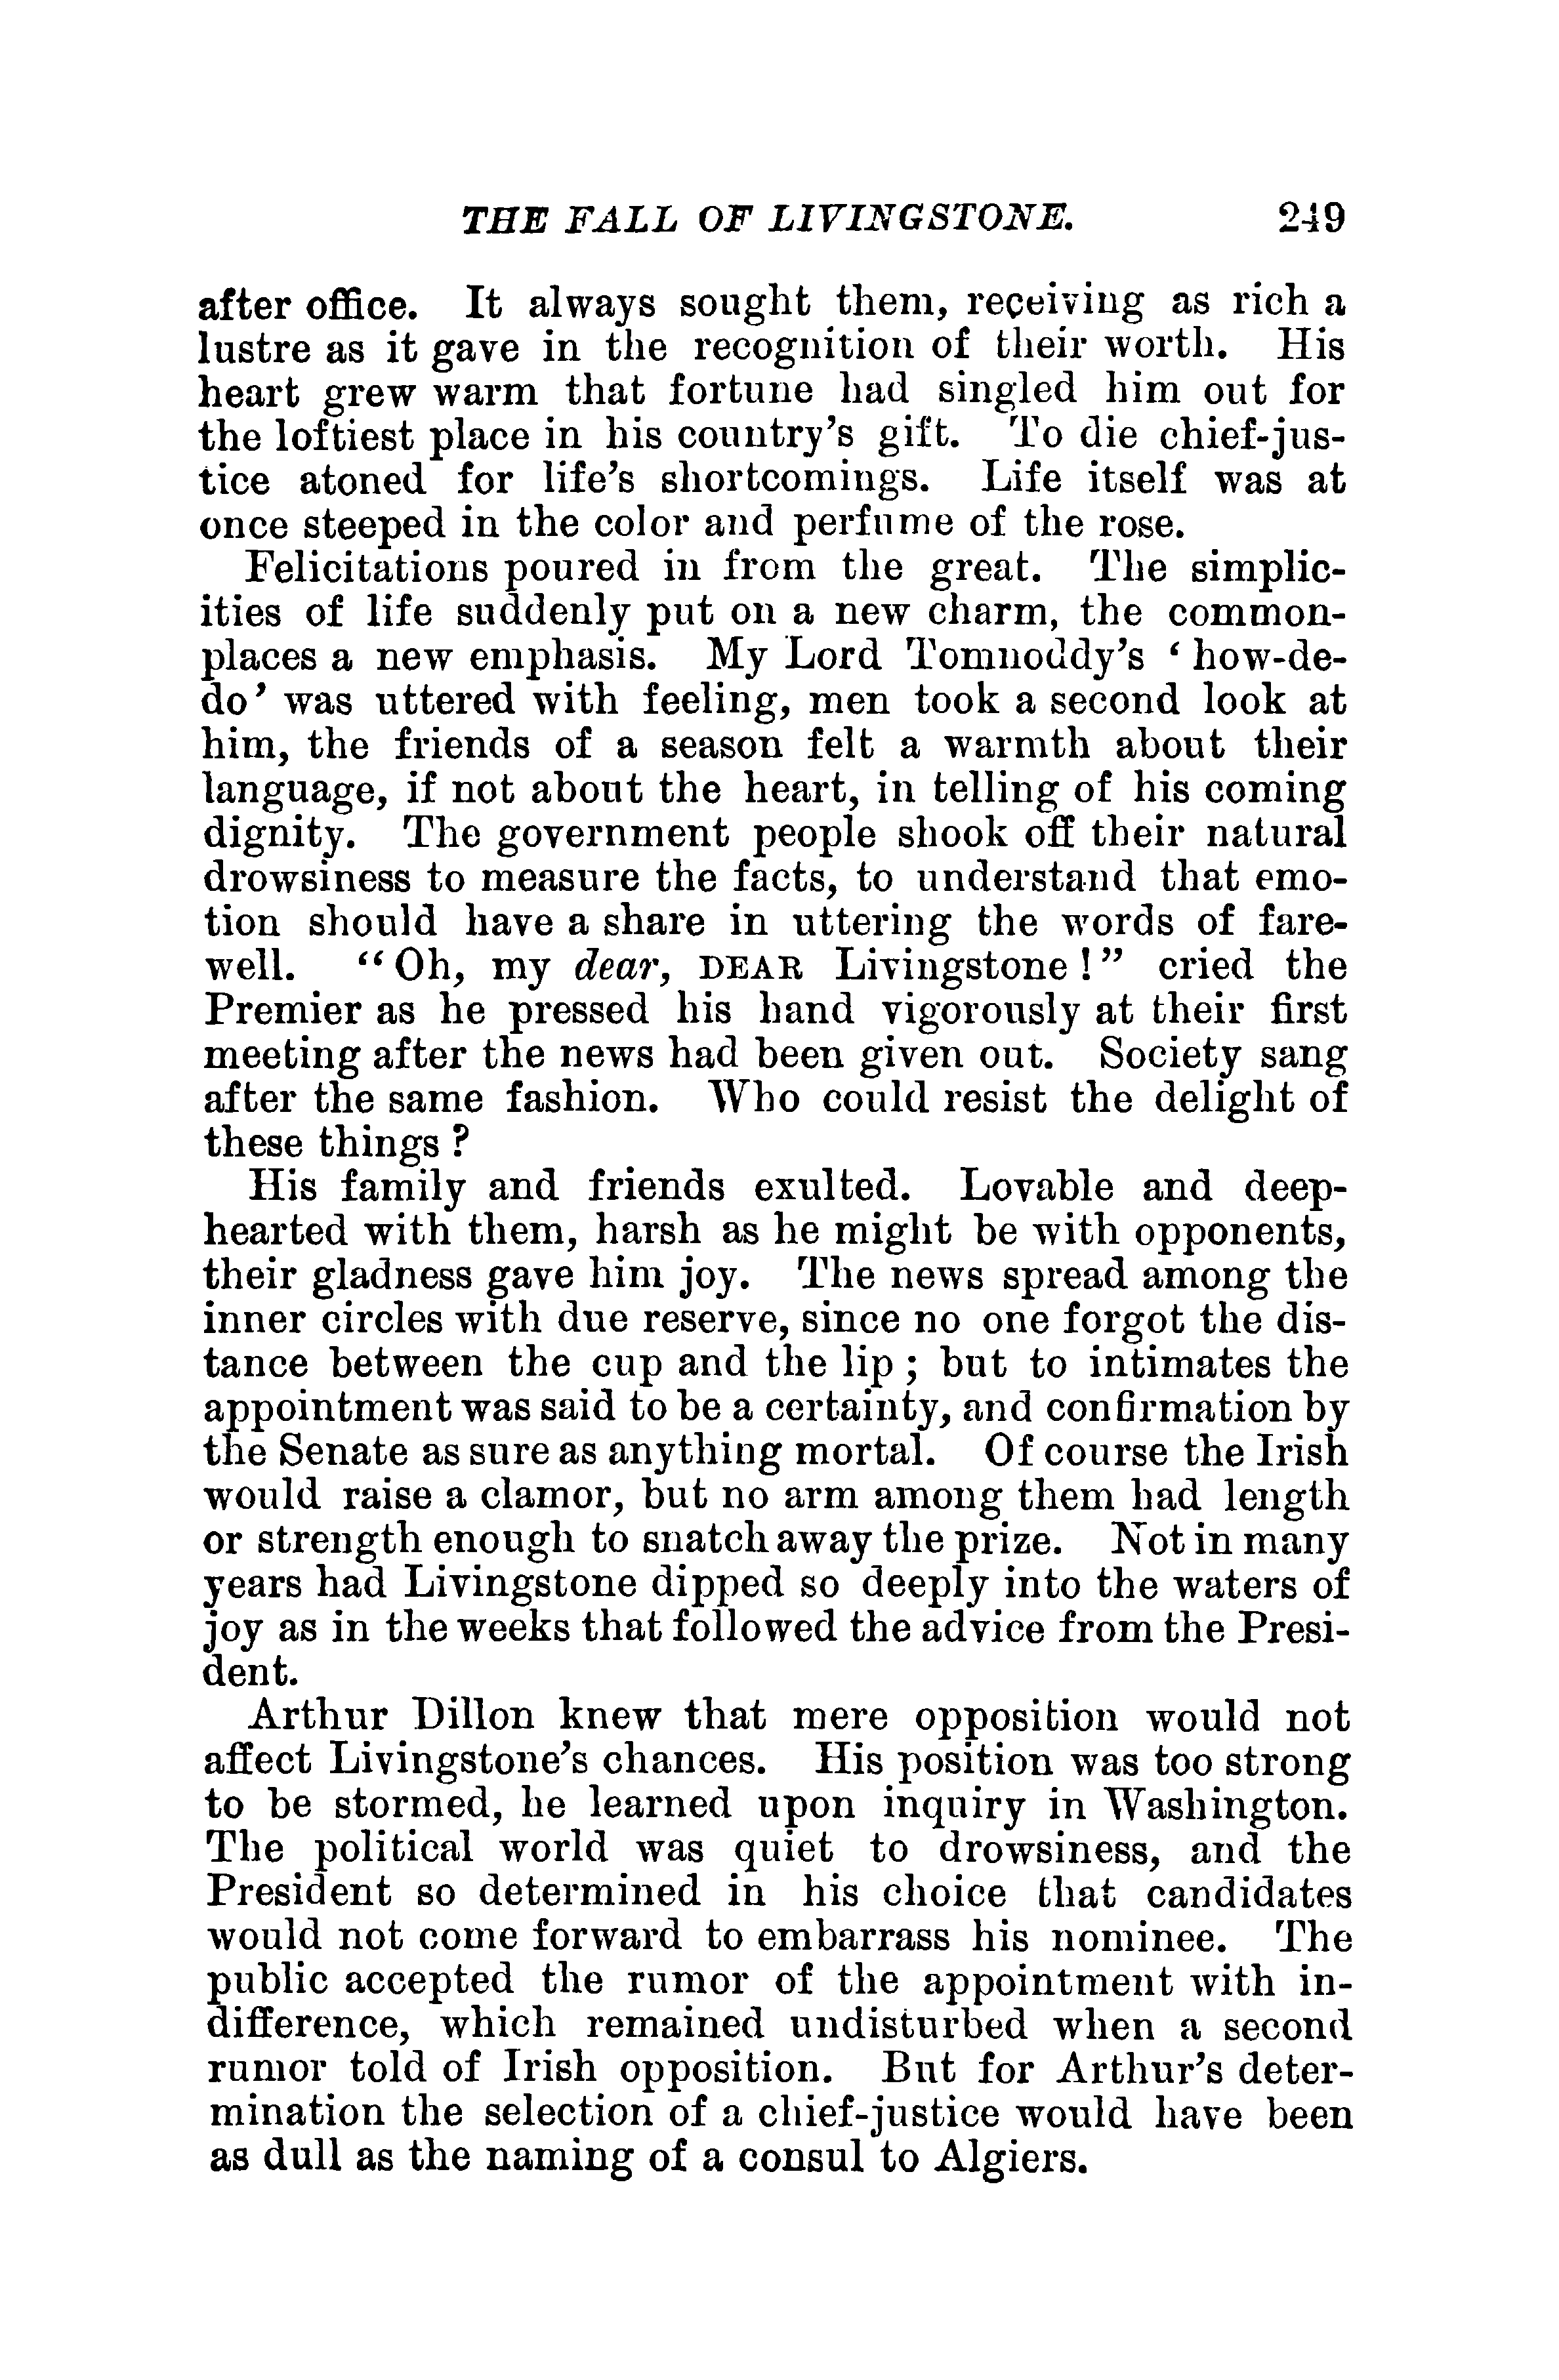 THE FALL OF LIVINGSTONE. 249
after office. It always sought them, receiving as rich a
lustre as it gave in the recognition of their worth. His
heart grew warm that fortune had singled him out for
the loftiest place in his country's gift. To die chief-jus-
tice atoned for life's shortcomings. Life itself was at
once steeped in the color and perfume of the rose.
Felicitations poured in from the great. The simplic-
ities of life suddenly put on a new charm, the common-
places a new emphasis. My Lord Tomnoddy's ‘how-de-
do’ was uttered with feeling, men took a second look at
him, the friends of a season felt a warmth about their
language, if not about the heart, in telling of his coming
dignity. The government people shook off their natural
drowsiness to measure the facts, to understand that emo-
tion should have a share in uttering the words of fare-
well. “Oh, my dear, DEAR Livingstone!” cried the
Premier as he pressed his hand vigorously at their first
meeting after the news had been given out. Society sang
after the same fashion. Who could resist the delight of
these things?
His family and friends exulted. Lovable and deep-
hearted with them, harsh as he might be with opponents,
their gladness gave him joy. The news spread among the
inner circles with due reserve, since no one forgot the dis-
tance between the cup and the lip; but to intimates the
appointment was said to be a certainty, and confirmation by
the Senate as sure as anything mortal. Of course the Irish
would raise a clamor, but no arm among them had length
or strength enough to snatch away the prize. Not in many
years had Livingstone dipped so deeply into the waters of
joy as in the weeks that followed the advice from the Presi-
dent.
Arthur Dillon knew that mere opposition would not
affect Livingstone's chances. His position was too strong
to be stormed, he learned upon inquiry in Washington.
The political world was quiet to drowsiness, and the
President so determined in his choice that candidates
would not come forward to embarrass his nominee. The
public accepted the rumor of the appointment with in-
difference, which remained undisturbed when a second
rumor told of Irish opposition. But for Arthur's deter-
mination the selection of a chief-justice would have been
as dull as the naming of a consul to Algiers.